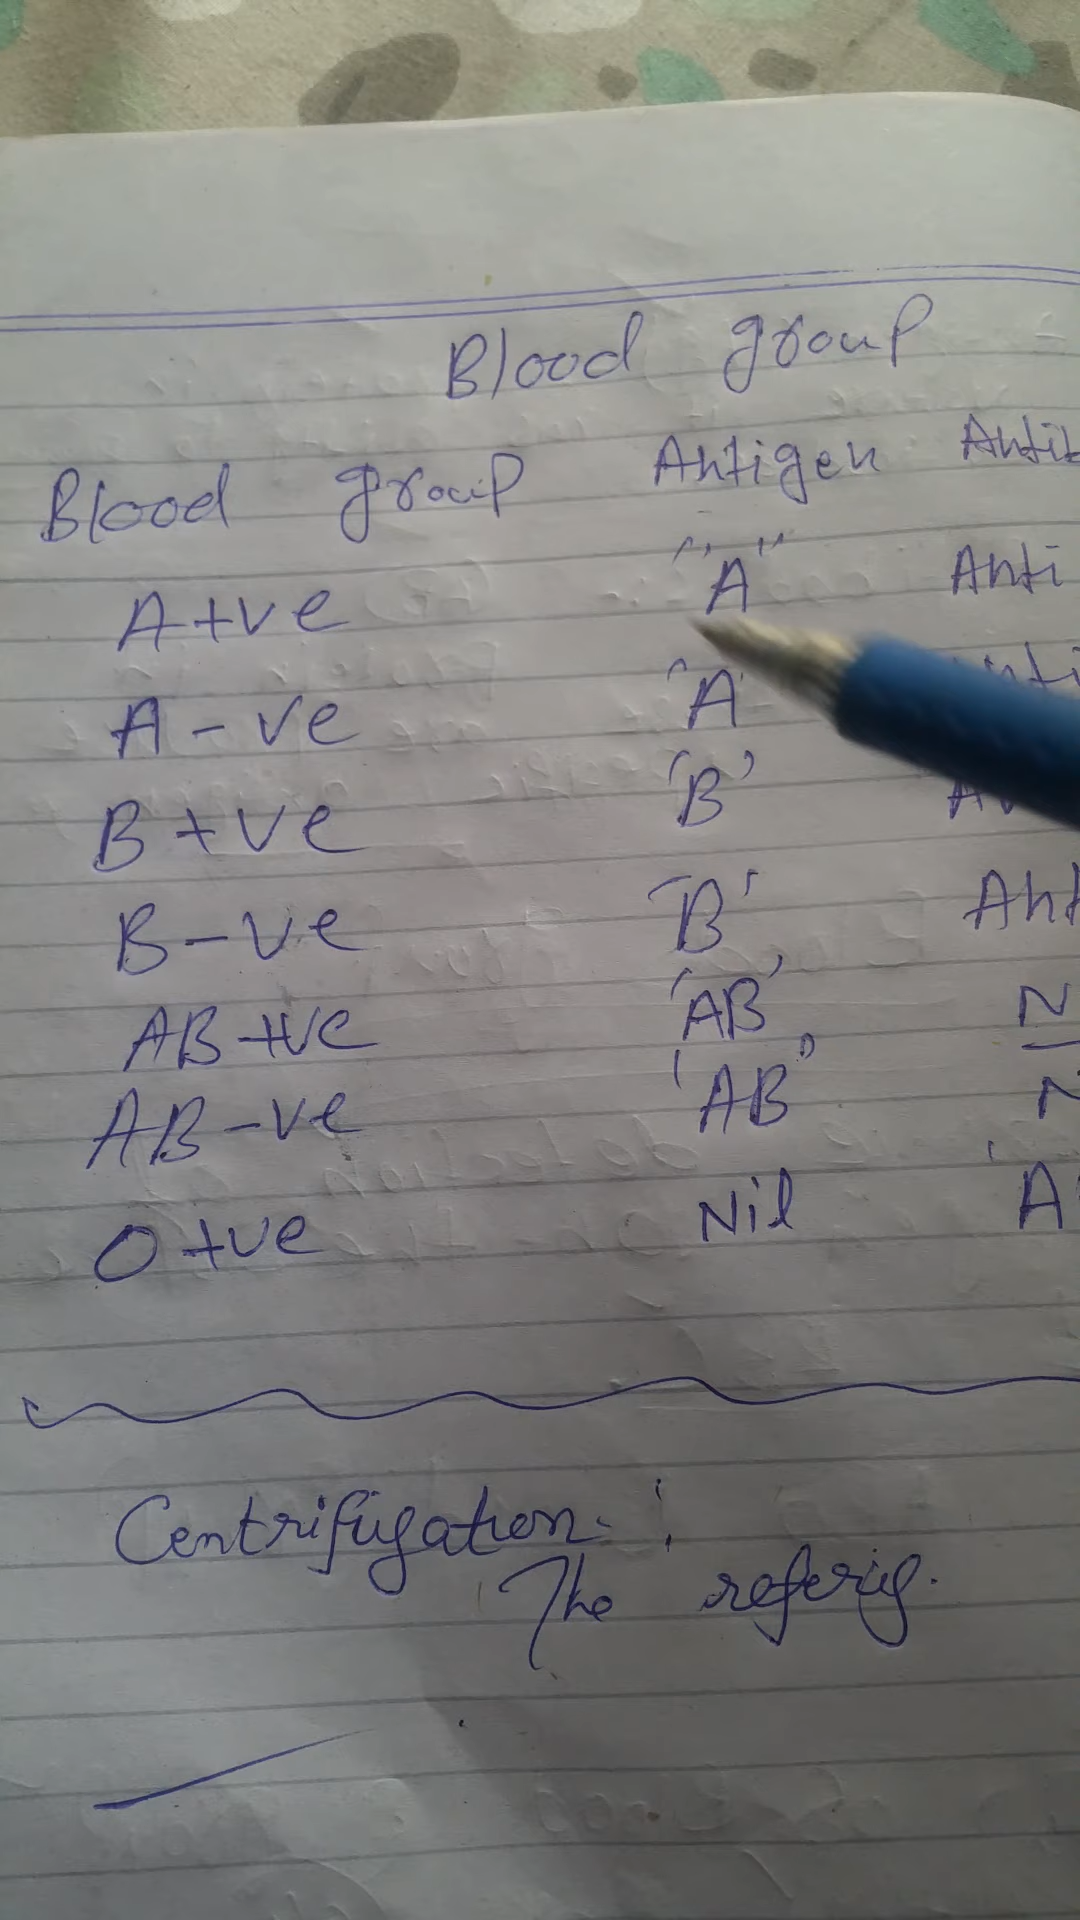 Blood group
Blood group Antigen Antib
A+ve "A" Anti
A-ve 'A'
B+ve 'B'
B-ve 'B'
AB+ve 'AB' N
AB-ve 'AB' N
O+ve Nil 'A
Centrifugation:
The